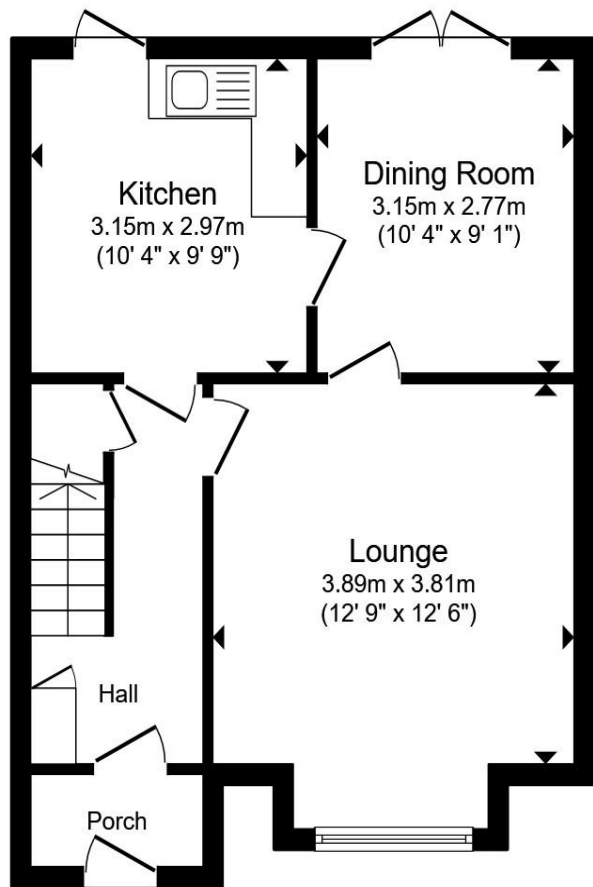 Kitchen
3.15m x 2.97m
(10' 4" x 9' 9")
Dining Room
3.15m x 2.77m
(10' 4" x 9' 1")
Lounge
3.89m x 3.81m
(12' 9" x 12' 6")
Hall
Porch